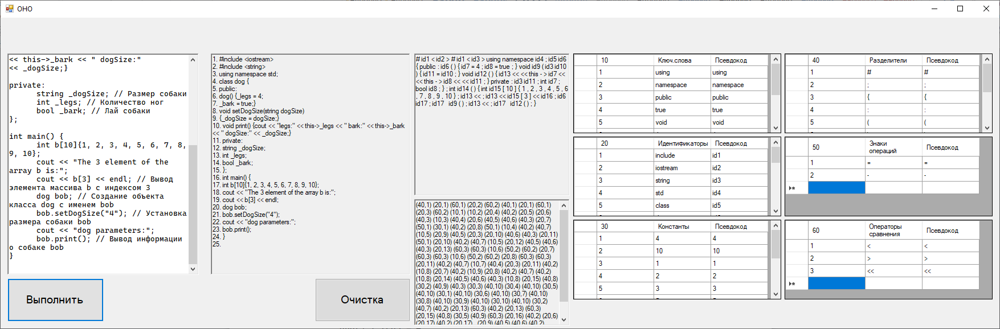 ОНО
<< this->_bark << " dogSize:"
<< _dogSize;}
private:
string _dogSize; // Размер собаки
int _legs; // Количество ног
bool _bark; // Лай собаки
};
int main() {
int b[10]{1, 2, 3, 4, 5, 6, 7, 8,
9, 10};
cout << "The 3 element of the
array b is:";
cout << b[3] << endl; // Вывод
элемента массива b с индексом 3
dog bob; // Создание объекта
класса dog с именем bob
bob.setDogSize("4"); // Установка
размера собаки bob
cout << "dog parameters:";
bob.print(); // Вывод информации
о собаке bob
}
Выполнить
1. #include <iostream>
2. #include <string>
3. using namespace std;
4. class dog {
5. public:
6. dog() {_legs = 4;
7. _bark = true;}
8. void setDogSize(string dogSize)
9. {_dogSize = dogSize;}
10. void print() {cout << "legs:" << this->_legs << " bark:" << this->_bark
<< " dogSize:" << _dogSize;}
11. private:
12. string _dogSize;
13. int _legs;
14. bool _bark;
15. };
16. int main() {
17. int b[10]{1, 2, 3, 4, 5, 6, 7, 8, 9, 10};
18. cout << "The 3 element of the array b is:";
19. cout << b[3] << endl;
20. dog bob;
21. bob.setDogSize("4");
22. cout << "dog parameters:";
23. bob.print();
24. }
25.
Очистка
# id1 < id2 > # id1 < id3 > using namespace id4 ; id5 id6
{ public : id6 ( ) { id7 = 4 ; id8 = true ; } void id9 ( id3 id10
) { id11 = id10 ; } void id12 ( ) { id13 << << this - > id7 <<
<< this - > id8 << << id11 ; } private : id3 id11 ; int id7 ;
bool id8 ; } ; int id14 ( ) { int id15 [ 10 ] { 1 , 2 , 3 , 4 , 5 , 6
, 7 , 8 , 9 , 10 } ; id13 << ; id13 << id15 [ 3 ] << id16 ; id6
id17 ; id17 id9 ( ) ; id13 << ; id17 id12 ( ) ; }
(40,1) (20,1) (60,1) (20,2) (60,2) (40,1) (20,1) (60,1)
(20,3) (60,2) (10,1) (10,2) (20,4) (40,2) (20,5) (20,6)
(40,3) (10,3) (40,4) (20,6) (40,5) (40,6) (40,3) (20,7)
(50,1) (30,1) (40,2) (20,8) (50,1) (10,4) (40,2) (40,7)
(10,5) (20,9) (40,5) (20,3) (20,10) (40,6) (40,3) (20,11)
(50,1) (20,10) (40,2) (40,7) (10,5) (20,12) (40,5) (40,6)
(40,3) (20,13) (60,3) (60,3) (10,6) (50,2) (60,2) (20,7)
(60,3) (60,3) (10,6) (50,2) (60,2) (20,8) (60,3) (60,3)
(20,11) (40,2) (40,7) (10,7) (40,4) (20,3) (20,11) (40,2)
(10,8) (20,7) (40,2) (10,9) (20,8) (40,2) (40,7) (40,2)
(10,8) (20,14) (40,5) (40,6) (40,3) (10,8) (20,15) (40,8)
(30,2) (40,9) (40,3) (30,3) (40,10) (30,4) (40,10) (30,5)
(40,10) (30,1) (40,10) (30,6) (40,10) (30,7) (40,10)
(30,8) (40,10) (30,9) (40,10) (30,10) (40,10) (30,2)
(40,7) (40,2) (20,13) (60,3) (40,2) (20,13) (60,3)
(20,15) (40,8) (30,5) (40,9) (60,3) (20,16) (40,2) (20,6)
(20,17) (40,2) (20,17) (20,9) (40,5) (40,6) (40,2)
10 Ключ.слова Псевдокод
1 using using
2 namespace namespace
3 public public
4 true true
5 void void
20 Идентификаторы Псевдокод
1 include id1
2 iostream id2
3 string id3
4 std id4
5 class id5
30 Константы Псевдокод
1 4 4
2 10 10
3 1 1
4 2 2
5 3 3
40 Разделители Псевдокод
1 # #
2 ; ;
3 { {
4 : :
5 ( (
50 Знаки
операций Псевдокод
1 = =
2 - -
60 Операторы
сравнения Псевдокод
1 < <
2 > >
3 << <<